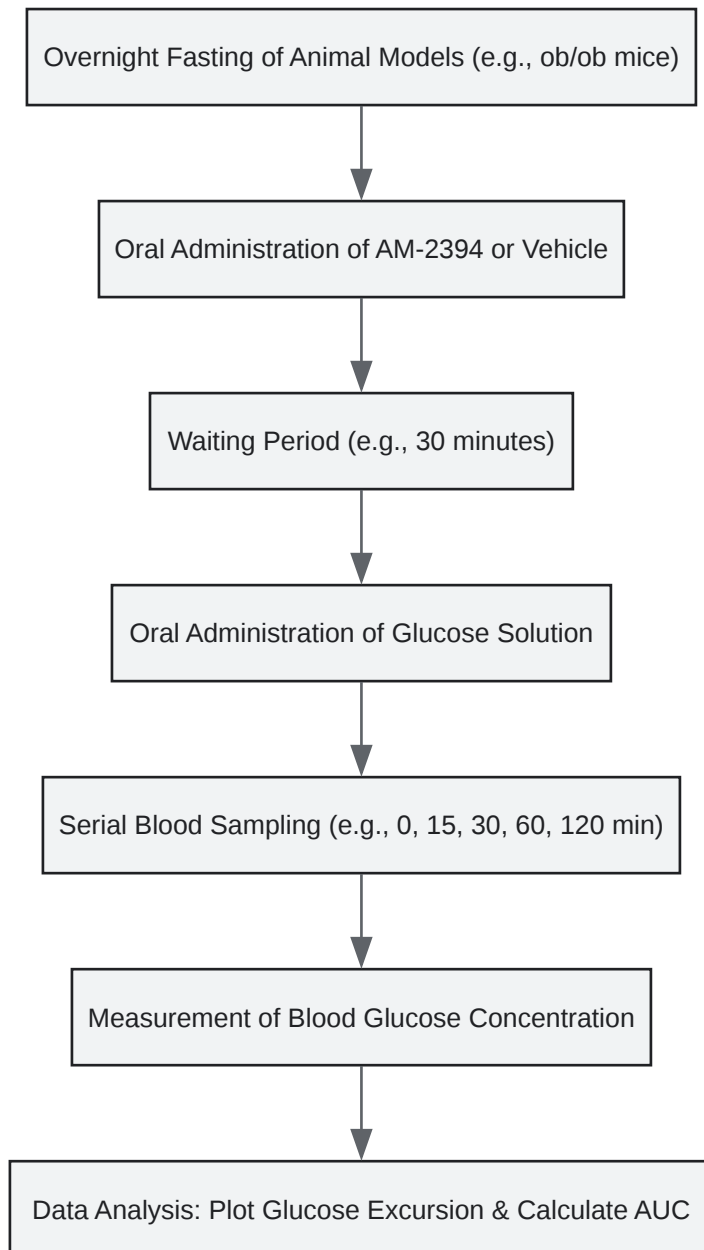 Overnight Fasting of Animal Models (e.g., ob/ob mice)
Oral Administration of AM-2394 or Vehicle
Waiting Period (e.g., 30 minutes)
Oral Administration of Glucose Solution
Serial Blood Sampling (e.g., 0, 15, 30, 60, 120 min)
Measurement of Blood Glucose Concentration
Data Analysis: Plot Glucose Excursion & Calculate AUC